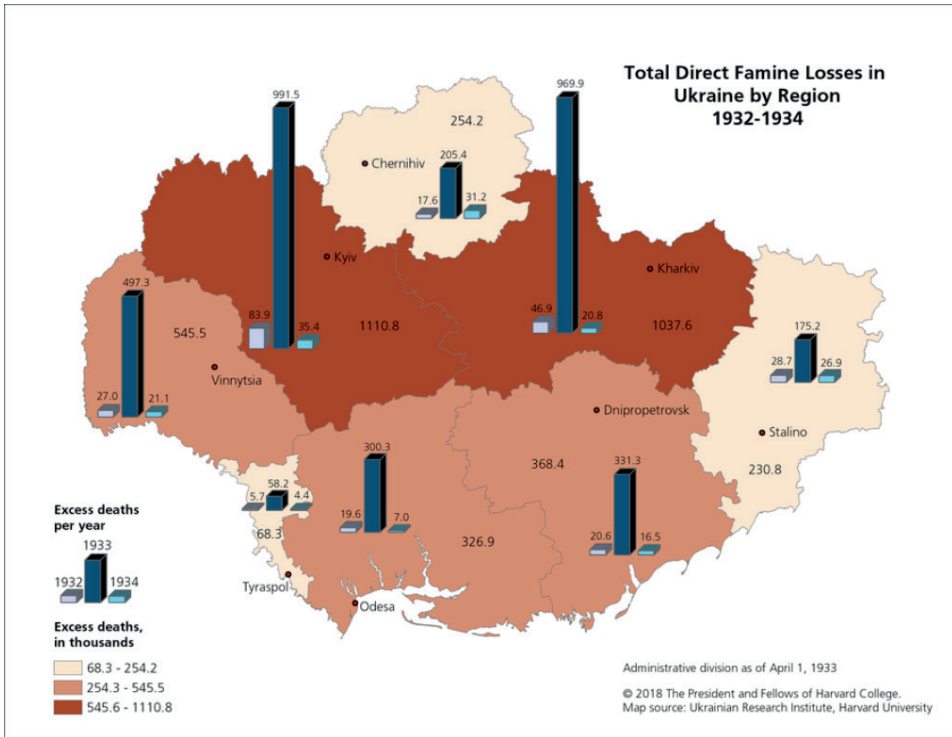 Total Direct Famine Losses in
Ukraine by Region
1932-1934
991.5
969.9
254.2
Chernihiv
205.4
17.6
31.2
Kyiv
Kharkiv
497.3
83.9
35.4
1110.8
46.9
20.8
1037.6
545.5
175.2
28.7
26.9
Vinnytsia
27.0
21.1
Dnipropetrovsk
Stalino
300.3
368.4
331.3
230.8
58.2
5.7
4.4
19.6
7.0
20.6
16.5
68.3
326.9
Tyraspol
Odesa
Excess deaths
per year
1933
1932
1934
Excess deaths,
in thousands
68.3 - 254.2
254.3 - 545.5
545.6 - 1110.8
Administrative division as of April 1, 1933
© 2018 The President and Fellows of Harvard College.
Map source: Ukrainian Research Institute, Harvard University